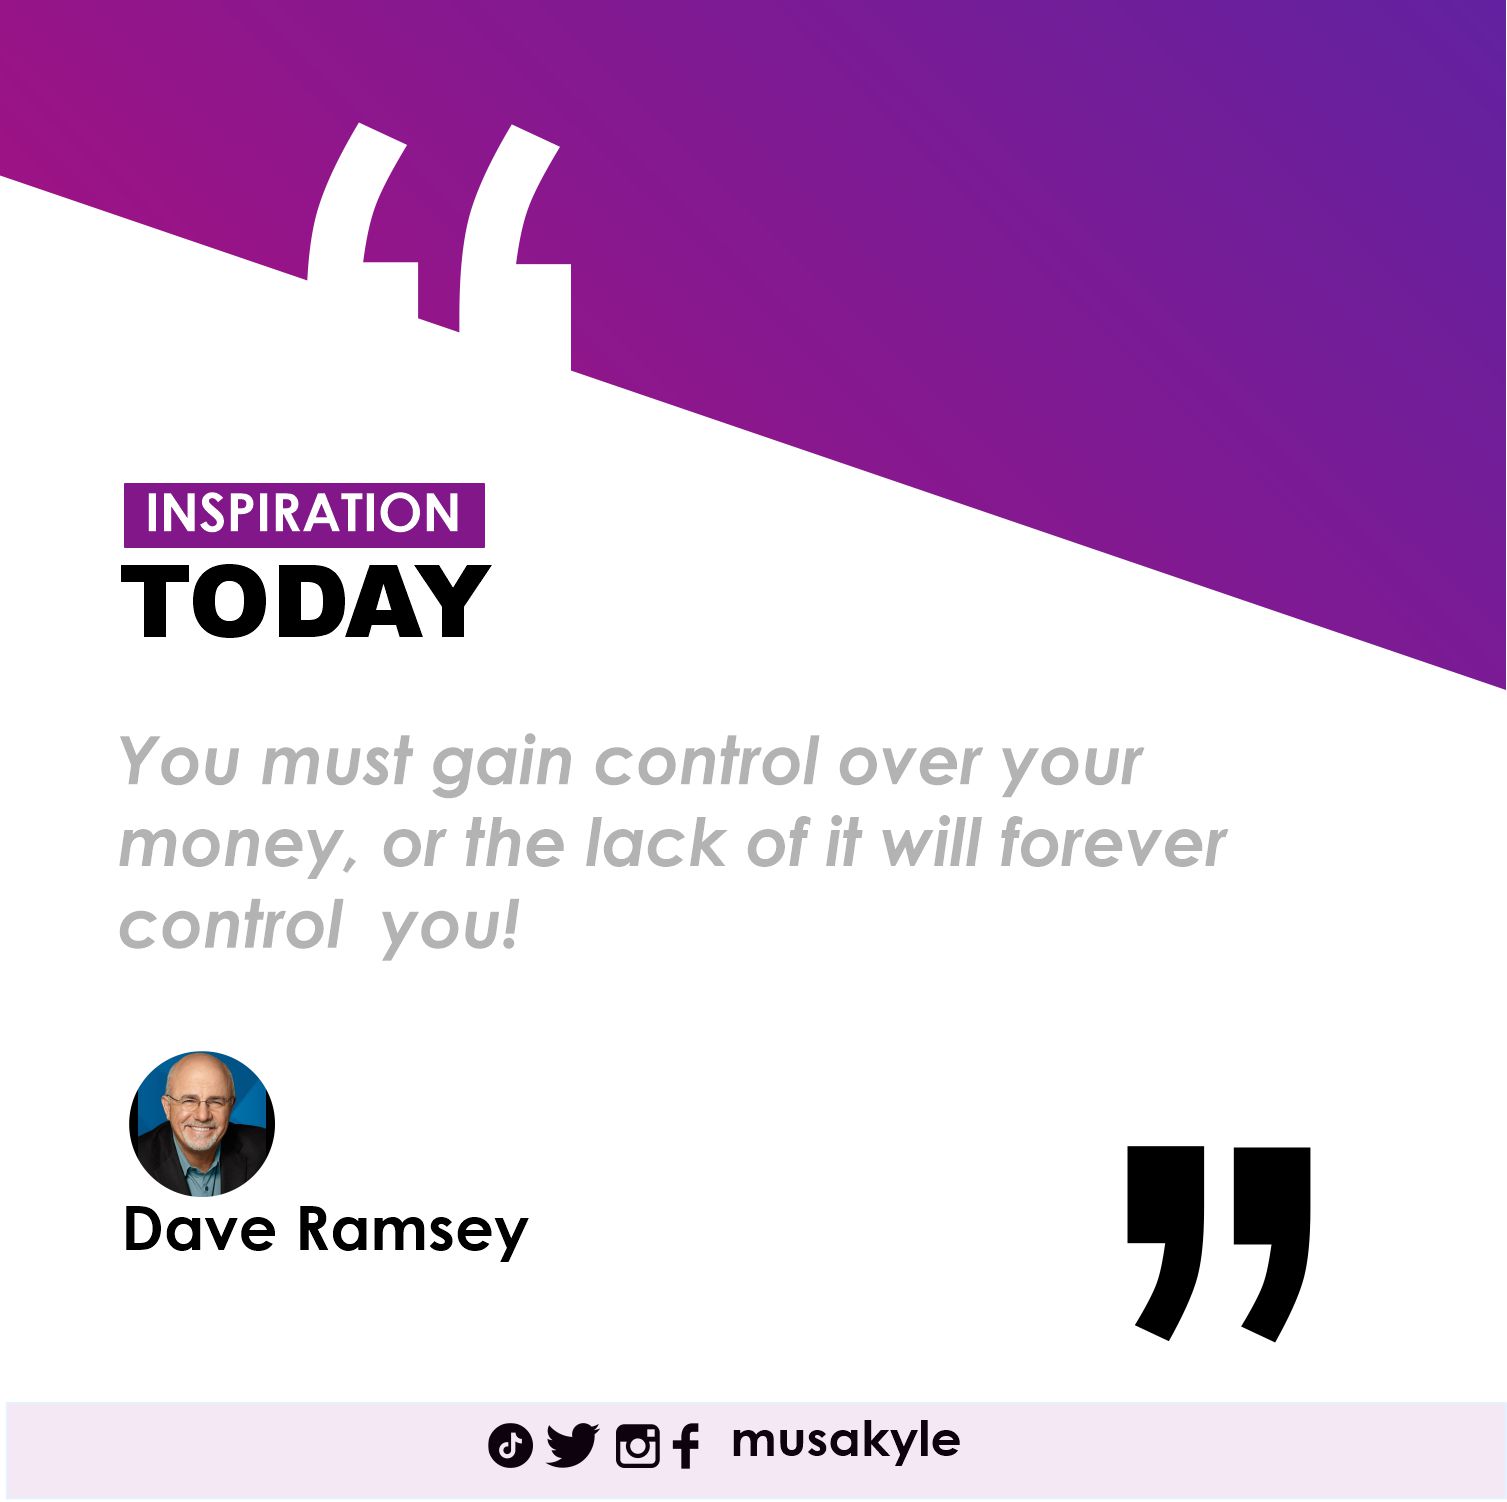 “
INSPIRATION
TODAY
You must gain control over your
money, or the lack of it will forever
control  you!
Dave Ramsey
”
musakyle